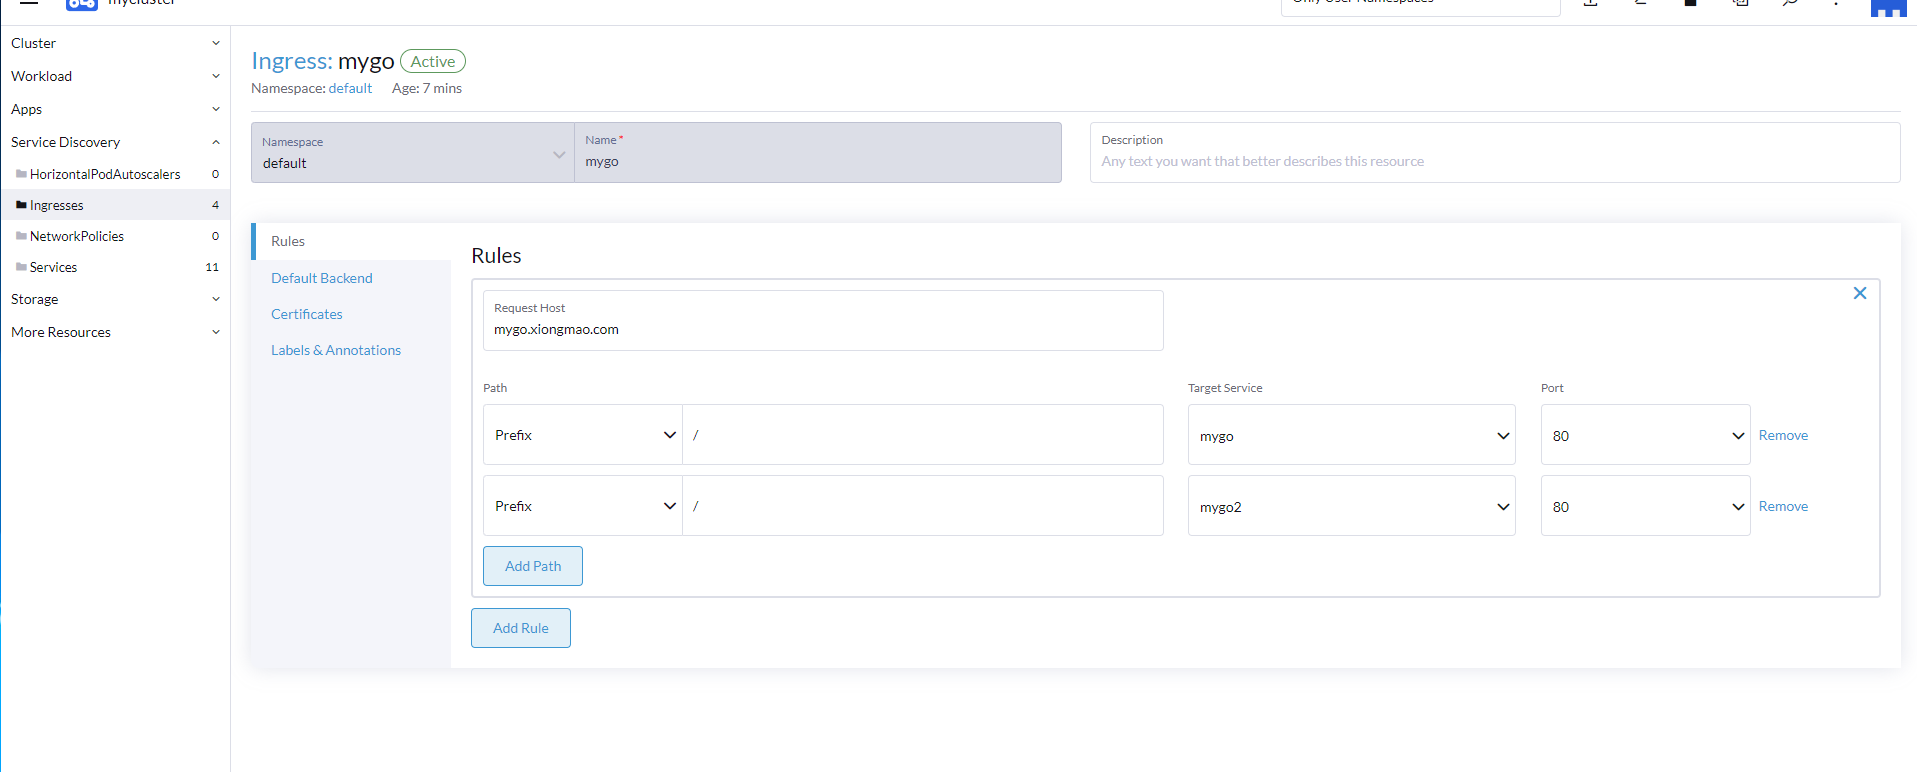 mycluster
Only User Namespaces
Cluster
Workload
Apps
Service Discovery
HorizontalPodAutoscalers 0
Ingresses 4
NetworkPolicies 0
Services 11
Storage
More Resources
Ingress: mygo Active
Namespace: default Age: 7 mins
Namespace
default
Name *
mygo
Description
Any text you want that better describes this resource
Rules
Default Backend
Certificates
Labels & Annotations
Rules
Request Host
mygo.xiongmao.com
Path Target Service Port
Prefix / mygo 80 Remove
Prefix / mygo2 80 Remove
Add Path
Add Rule